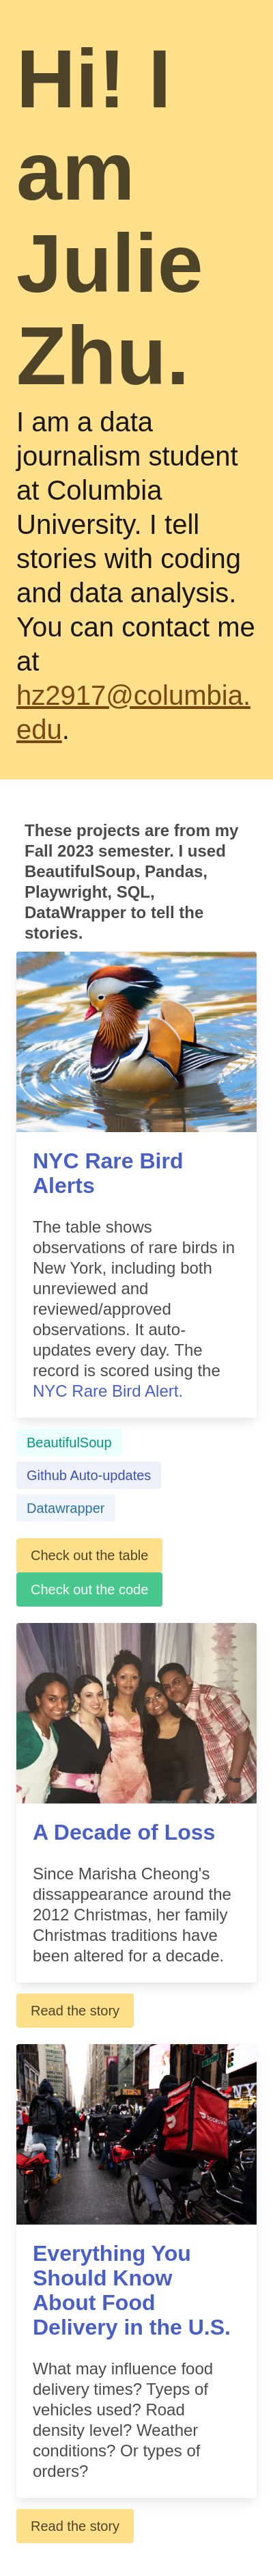 Hi! I
am
Julie
Zhu.
I am a data
journalism student
at Columbia
University. I tell
stories with coding
and data analysis.
You can contact me
at
hz2917@columbia.
edu.
These projects are from my
Fall 2023 semester. I used
BeautifulSoup, Pandas,
Playwright, SQL,
DataWrapper to tell the
stories.
NYC Rare Bird
Alerts
The table shows
observations of rare birds in
New York, including both
unreviewed and
reviewed/approved
observations. It auto-
updates every day. The
record is scored using the
NYC Rare Bird Alert.
BeautifulSoup
Github Auto-updates
Datawrapper
Check out the table
Check out the code
A Decade of Loss
Since Marisha Cheong's
dissappearance around the
2012 Christmas, her family
Christmas traditions have
been altered for a decade.
Read the story
Everything You
Should Know
About Food
Delivery in the U.S.
What may influence food
delivery times? Tyeps of
vehicles used? Road
density level? Weather
conditions? Or types of
orders?
Read the story